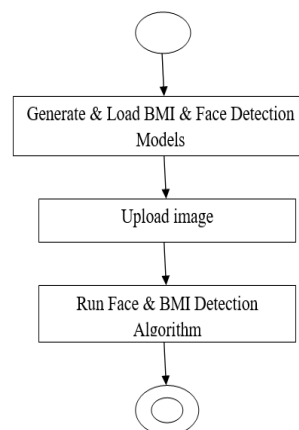 Generate & Load BMI & Face Detection
Models
Upload image
Run Face & BMI Detection
Algorithm